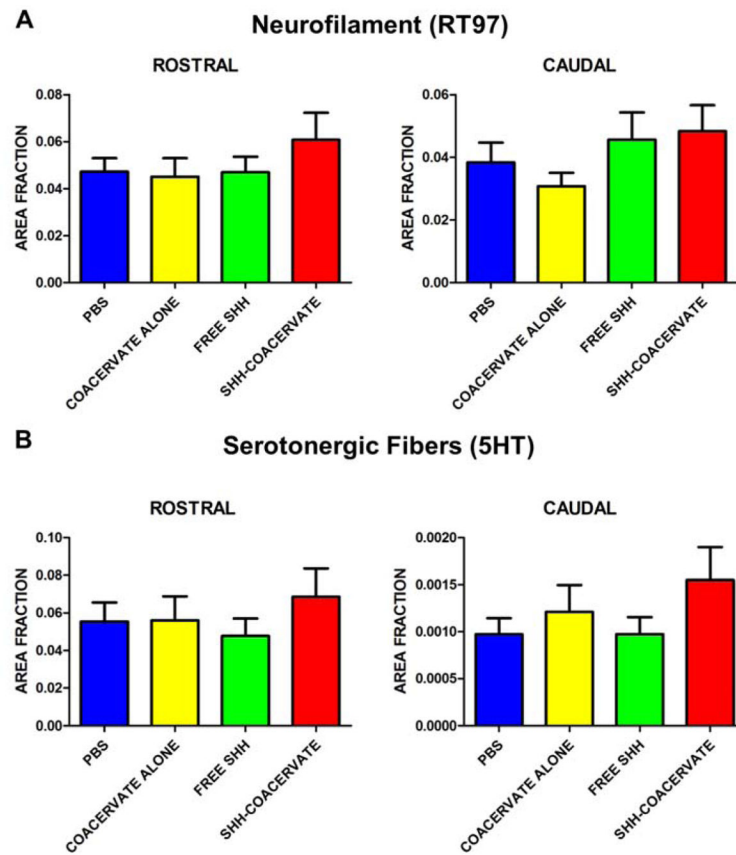 A
Neurofilament (RT97)
ROSTRAL
AREA FRACTION
0.08
0.06
0.04
0.02
0.00
PBS
COACERVATE ALONE
FREE SHH
SHH-COACERVATE
CAUDAL
AREA FRACTION
0.06
0.04
0.02
0.00
PBS
COACERVATE ALONE
FREE SHH
SHH-COACERVATE
B
Serotonergic Fibers (5HT)
ROSTRAL
AREA FRACTION
0.10
0.08
0.06
0.04
0.02
0.00
PBS
COACERVATE ALONE
FREE SHH
SHH-COACERVATE
CAUDAL
AREA FRACTION
0.0020
0.0015
0.0010
0.0005
0.0000
PBS
COACERVATE ALONE
FREE SHH
SHH-COACERVATE